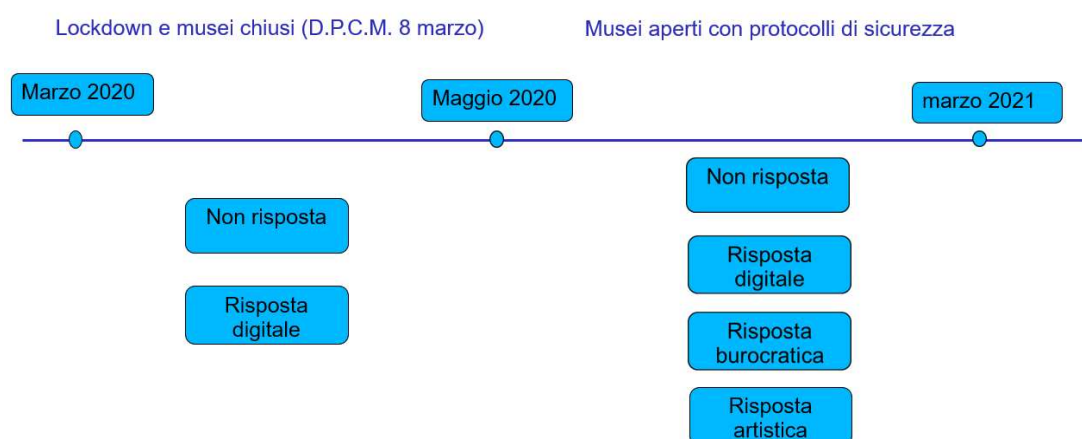 Lockdown e musei chiusi (D.P.C.M. 8 marzo)
Musei aperti con protocolli di sicurezza
Marzo 2020
Maggio 2020
marzo 2021
Non risposta
Risposta
digitale
Non risposta
Risposta
digitale
Risposta
burocratica
Risposta
artistica